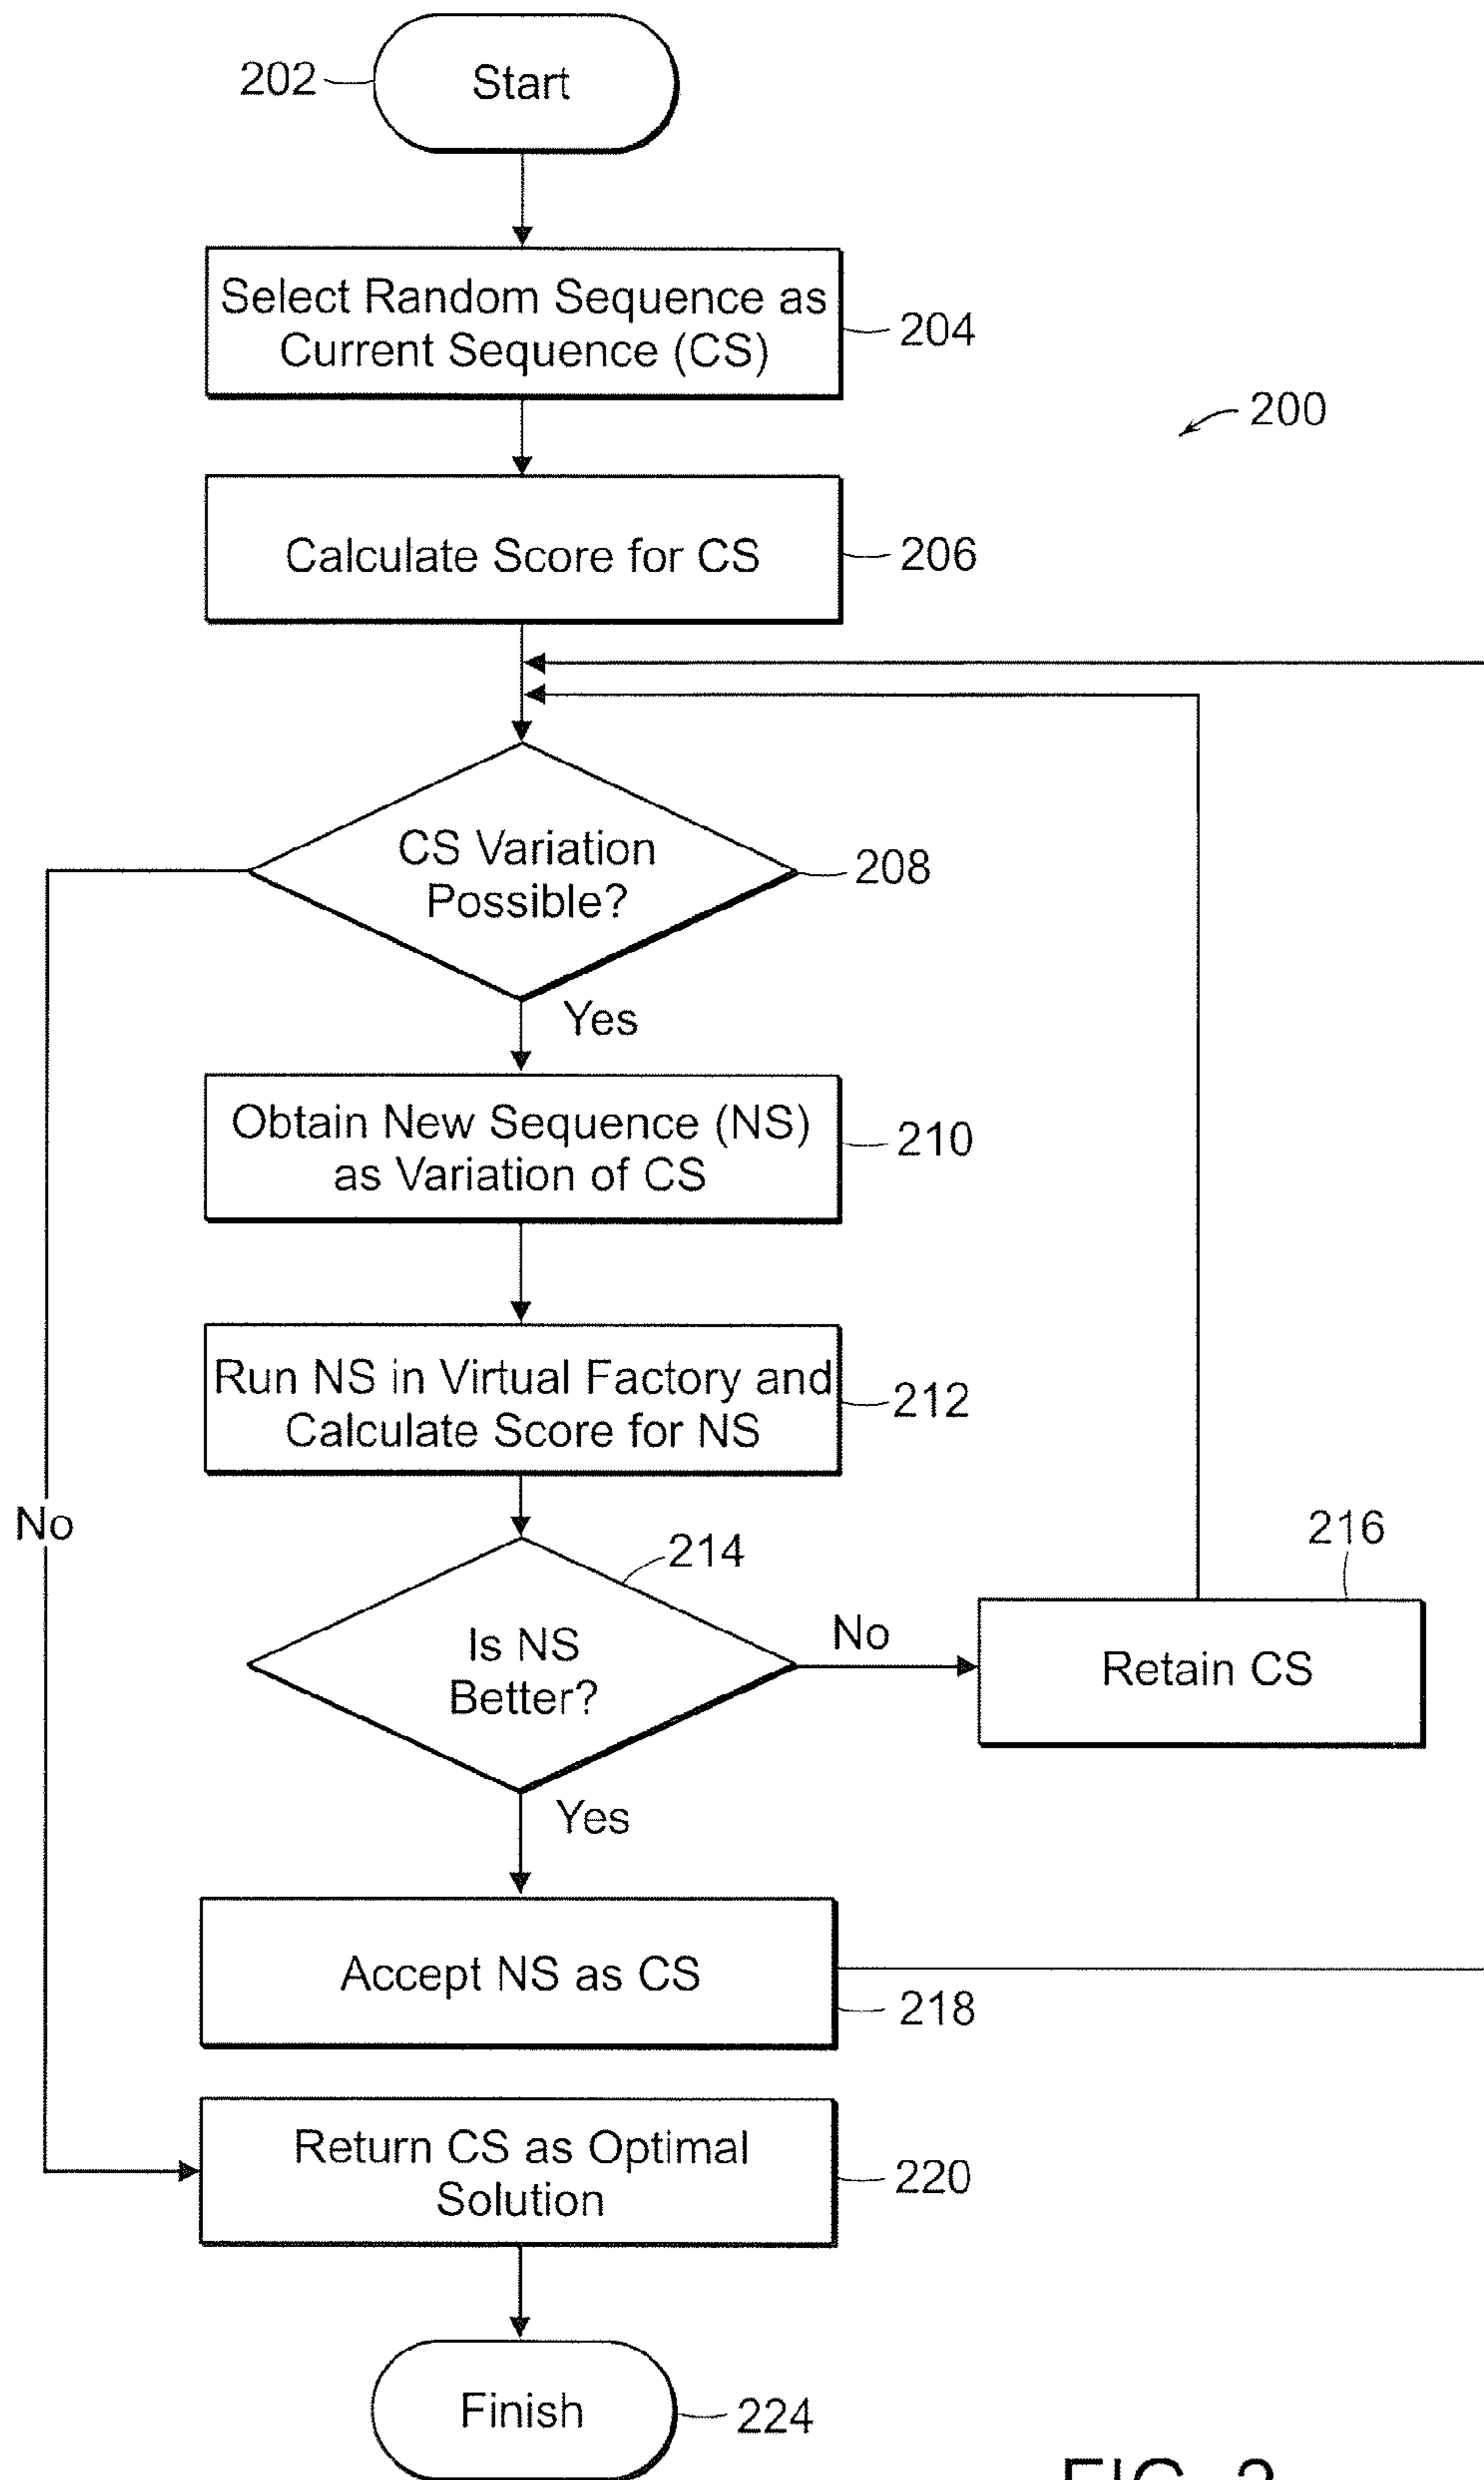 202
Start
Select Random Sequence as
Current Sequence (CS)
204
200
Calculate Score for CS
206
CS Variation
Possible?
208
Yes
Obtain New Sequence (NS)
as Variation of CS
210
Run NS in Virtual Factory and
Calculate Score for NS
212
No
214
216
Is NS
Better?
No
Retain CS
Yes
Accept NS as CS
218
Return CS as Optimal
Solution
220
Finish
224
FIG. 2